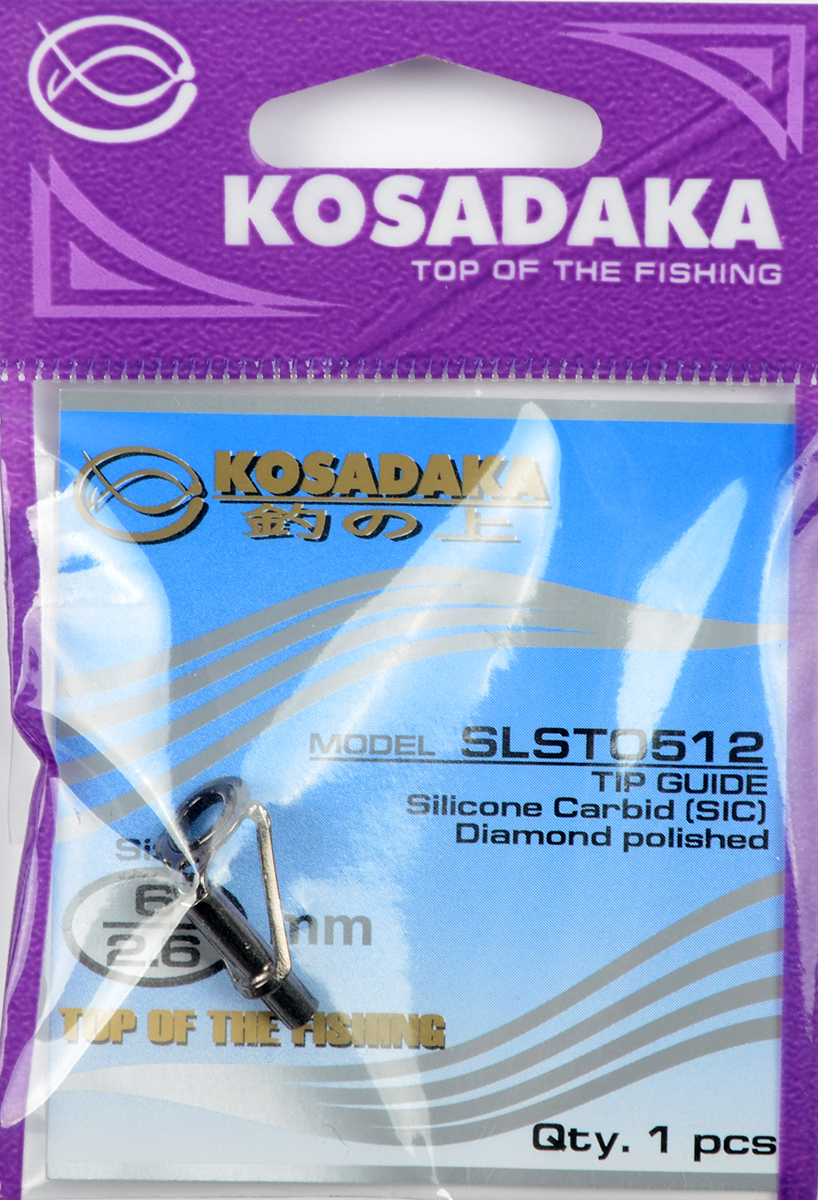 KOSADAKA
TOP OF THE FISHING
KOSADAKA
釣の上
MODEL SLST0512
TIP GUIDE
Silicone Carbid (SIC)
Diamond polished
6
2.6
mm
TOP OF THE FISHING
Qty. 1 pcs